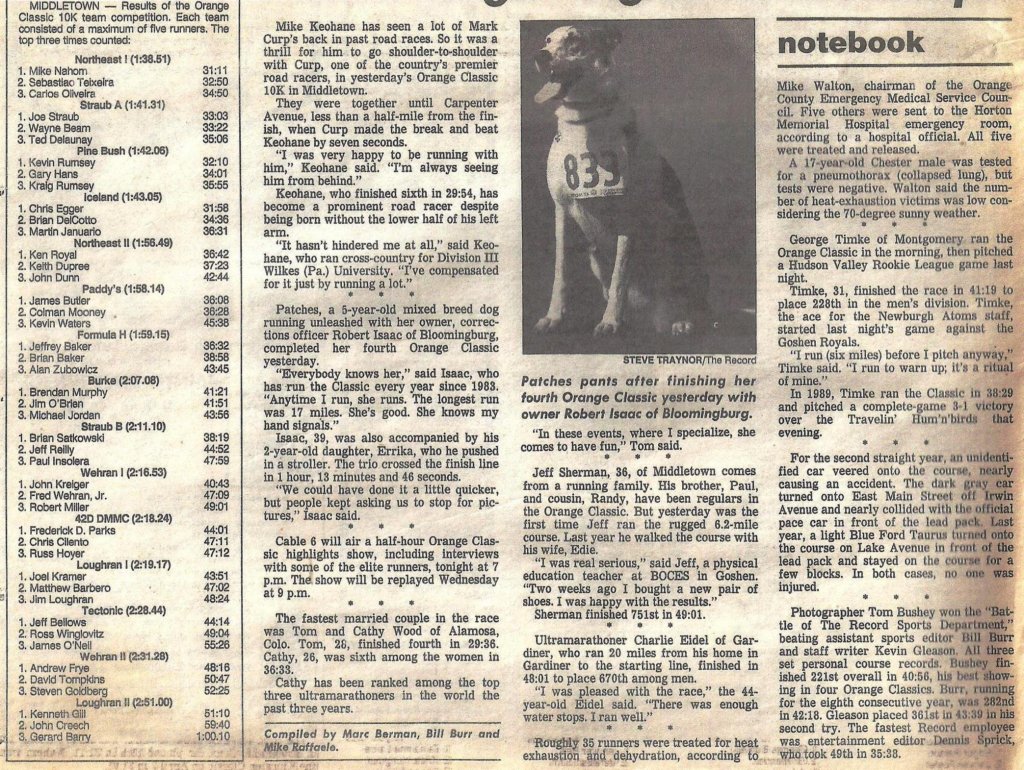 MIDDLETOWN — Results of the Orange
Classic 10K team competition. Each team
consisted of a maximum of five runners. The
top three times counted:
Northeast I (1:38.51)
1. Mike Nahom 31:11
2. Sebastiao Teixeira 32:50
3. Carlos Oliveira 34:50
Straub A (1:41.31)
1. Joe Straub 33:03
2. Wayne Beam 33:22
3. Ted Delaunay 35:06
Pine Bush (1:42.06)
1. Kevin Rumsey 32:10
2. Gary Hans 34:01
3. Kraig Rumsey 35:55
Iceland (1:43.05)
1. Chris Egger 31:58
2. Brian DelCotto 34:36
3. Martin Januario 36:31
Northeast II (1:56.49)
1. Ken Royal 36:42
2. Keith Dupree 37:23
3. John Dunn 42:44
Paddy's (1:58.14)
1. James Butler 36:08
2. Colman Mooney 36:28
3. Kevin Waters 45:38
Formula H (1:59.15)
1. Jeffrey Baker 36:32
2. Brian Baker 38:58
3. Alan Zubowicz 43:45
Burke (2:07.08)
1. Brendan Murphy 41:21
2. Jim O'Brian 41:51
3. Michael Jordan 43:56
Straub B (2:11.10)
1. Brian Satkowski 38:19
2. Jeff Reilly 44:52
3. Paul Insolera 47:59
Wehran I (2:16.53)
1. John Kreiger 40:43
2. Fred Wehran, Jr. 47:09
3. Robert Miller 49:01
42D DMMC (2:18.24)
1. Frederick D. Parks 44:01
2. Chris Cilento 47:11
3. Russ Hoyer 47:12
Loughran I (2:19.17)
1. Joel Kramer 43:51
2. Matthew Barbero 47:02
3. Jim Loughran 48:24
Tectonic (2:28.44)
1. Jeff Bellows 44:14
2. Ross Winglovitz 49:04
3. James O'Neil 55:26
Wehran II (2:31.28)
1. Andrew Frye 48:16
2. David Tompkins 50:47
3. Steven Goldberg 52:25
Loughran II (2:51.00)
1. Kenneth Gill 51:10
2. John Creech 59:40
3. Gerard Barry 1:00.10
Mike Keohane has seen a lot of Mark
Curp's back in past road races. So it was a
thrill for him to go shoulder-to-shoulder
with Curp, one of the country's premier
road racers, in yesterday's Orange Classic
10K in Middletown.
They were together until Carpenter
Avenue, less than a half-mile from the fin-
ish, when Curp made the break and beat
Keohane by seven seconds.
"I was very happy to be running with
him," Keohane said. "I'm always seeing
him from behind."
Keohane, who finished sixth in 29:54, has
become a prominent road racer despite
being born without the lower half of his left
arm.
"It hasn't hindered me at all," said Keo-
hane, who ran cross-country for Division III
Wilkes (Pa.) University. "I've compensated
for it just by running a lot."
* * *
Patches, a 5-year-old mixed breed dog
running unleashed with her owner, correc-
tions officer Robert Isaac of Bloomingburg,
completed her fourth Orange Classic
yesterday.
"Everybody knows her," said Isaac, who
has run the Classic every year since 1983.
"Anytime I run, she runs. The longest run
was 17 miles. She's good. She knows my
hand signals."
Isaac, 39, was also accompanied by his
2-year-old daughter, Errika, who he pushed
in a stroller. The trio crossed the finish line
in 1 hour, 13 minutes and 46 seconds.
"We could have done it a little quicker,
but people kept asking us to stop for pic-
tures," Isaac said.
* * *
Cable 6 will air a half-hour Orange Clas-
sic highlights show, including interviews
with some of the elite runners, tonight at 7
p.m. The show will be replayed Wednesday
at 9 p.m.
* * *
The fastest married couple in the race
was Tom and Cathy Wood of Alamosa,
Colo. Tom, 26, finished fourth in 29:36.
Cathy, 26, was sixth among the women in
36:33.
Cathy has been ranked among the top
three ultramarathoners in the world the
past three years.
Compiled by Marc Berman, Bill Burr and
Mike Raffaele.
833
STEVE TRAYNOR/The Record
Patches pants after finishing her
fourth Orange Classic yesterday with
owner Robert Isaac of Bloomingburg.
"In these events, where I specialize, she
comes to have fun," Tom said.
* * *
Jeff Sherman, 36, of Middletown comes
from a running family. His brother, Paul,
and cousin, Randy, have been regulars in
the Orange Classic. But yesterday was the
first time Jeff ran the rugged 6.2-mile
course. Last year he walked the course with
his wife, Edie.
"I was real serious," said Jeff, a physical
education teacher at BOCES in Goshen.
"Two weeks ago I bought a new pair of
shoes. I was happy with the results."
Sherman finished 751st in 49:01.
* * *
Ultramarathoner Charlie Eidel of Gar-
diner, who ran 20 miles from his home in
Gardiner to the starting line, finished in
48:01 to place 670th among men.
"I was pleased with the race," the 44-
year-old Eidel said. "There was enough
water stops. I ran well."
* * *
Roughly 35 runners were treated for heat
exhaustion and dehydration, according to
notebook
Mike Walton, chairman of the Orange
County Emergency Medical Service Coun-
cil. Five others were sent to the Horton
Memorial Hospital emergency room,
according to a hospital official. All five
were treated and released.
A 17-year-old Chester male was tested
for a pneumothorax (collapsed lung), but
tests were negative. Walton said the number
of heat-exhaustion victims was low con-
sidering the 70-degree sunny weather.
* * *
George Timke of Montgomery ran the
Orange Classic in the morning, then pitched
a Hudson Valley Rookie League game last
night.
Timke, 31, finished the race in 41:19 to
place 228th in the men's division. Timke,
the ace for the Newburgh Atoms staff,
started last night's game against the
Goshen Royals.
"I run (six miles) before I pitch anyway,"
Timke said. "I run to warm up; it's a ritual
of mine."
In 1989, Timke ran the Classic in 38:29
and pitched a complete-game 3-1 victory
over the Travelin' Hum'n'birds that
evening.
* * *
For the second straight year, an unidenti-
fied car veered onto the course, nearly
causing an accident. The dark gray car
turned onto East Main Street off Irwin
Avenue and nearly collided with the official
pace car in front of the lead pack. Last
year, a light Blue Ford Taurus turned onto
the course on Lake Avenue in front of the
lead pack and stayed on the course for a
few blocks. In both cases, no one was
injured.
* * *
Photographer Tom Bushey won the "Bat-
tle of The Record Sports Department,"
beating assistant sports editor Bill Burr
and staff writer Kevin Gleason. All three
set personal course records. Bushey fin-
ished 221st overall in 40:56, his best show-
ing in four Orange Classics. Burr, running
for the eighth consecutive year, was 282nd
in 42:18. Gleason placed 361st in 43:39 in his
second try. The fastest Record employee
was entertainment editor Dennis Sprick,
who took 49th in 35:38.